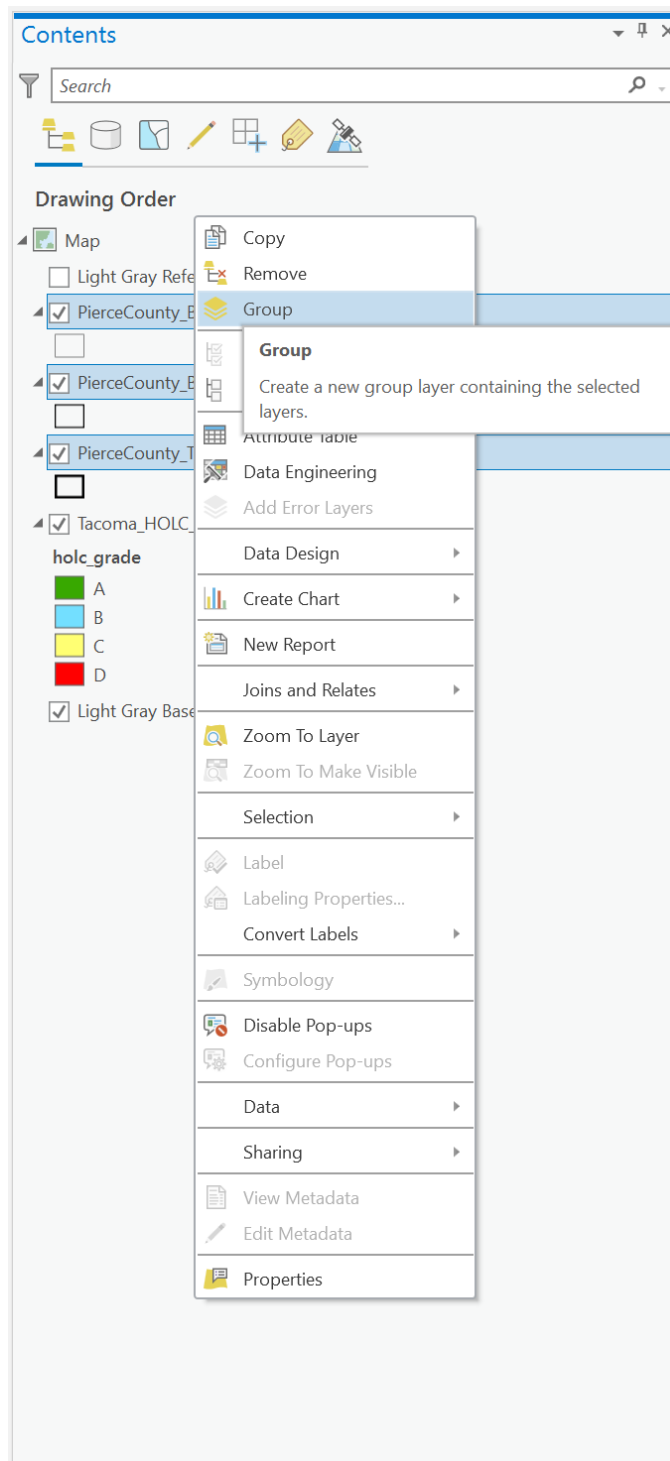 Contents
Search
Drawing Order
Map
Copy
Light Gray Refe
Remove
PierceCounty_B
Group
Group
Create a new group layer containing the selected
layers.
PierceCounty_B
Attribute Table
PierceCounty_T
Data Engineering
Add Error Layers
Tacoma_HOLC_
holc_grade
Data Design
A
Create Chart
B
C
New Report
D
Joins and Relates
Light Gray Base
Zoom To Layer
Zoom To Make Visible
Selection
Label
Labeling Properties...
Convert Labels
Symbology
Disable Pop-ups
Configure Pop-ups
Data
Sharing
View Metadata
Edit Metadata
Properties